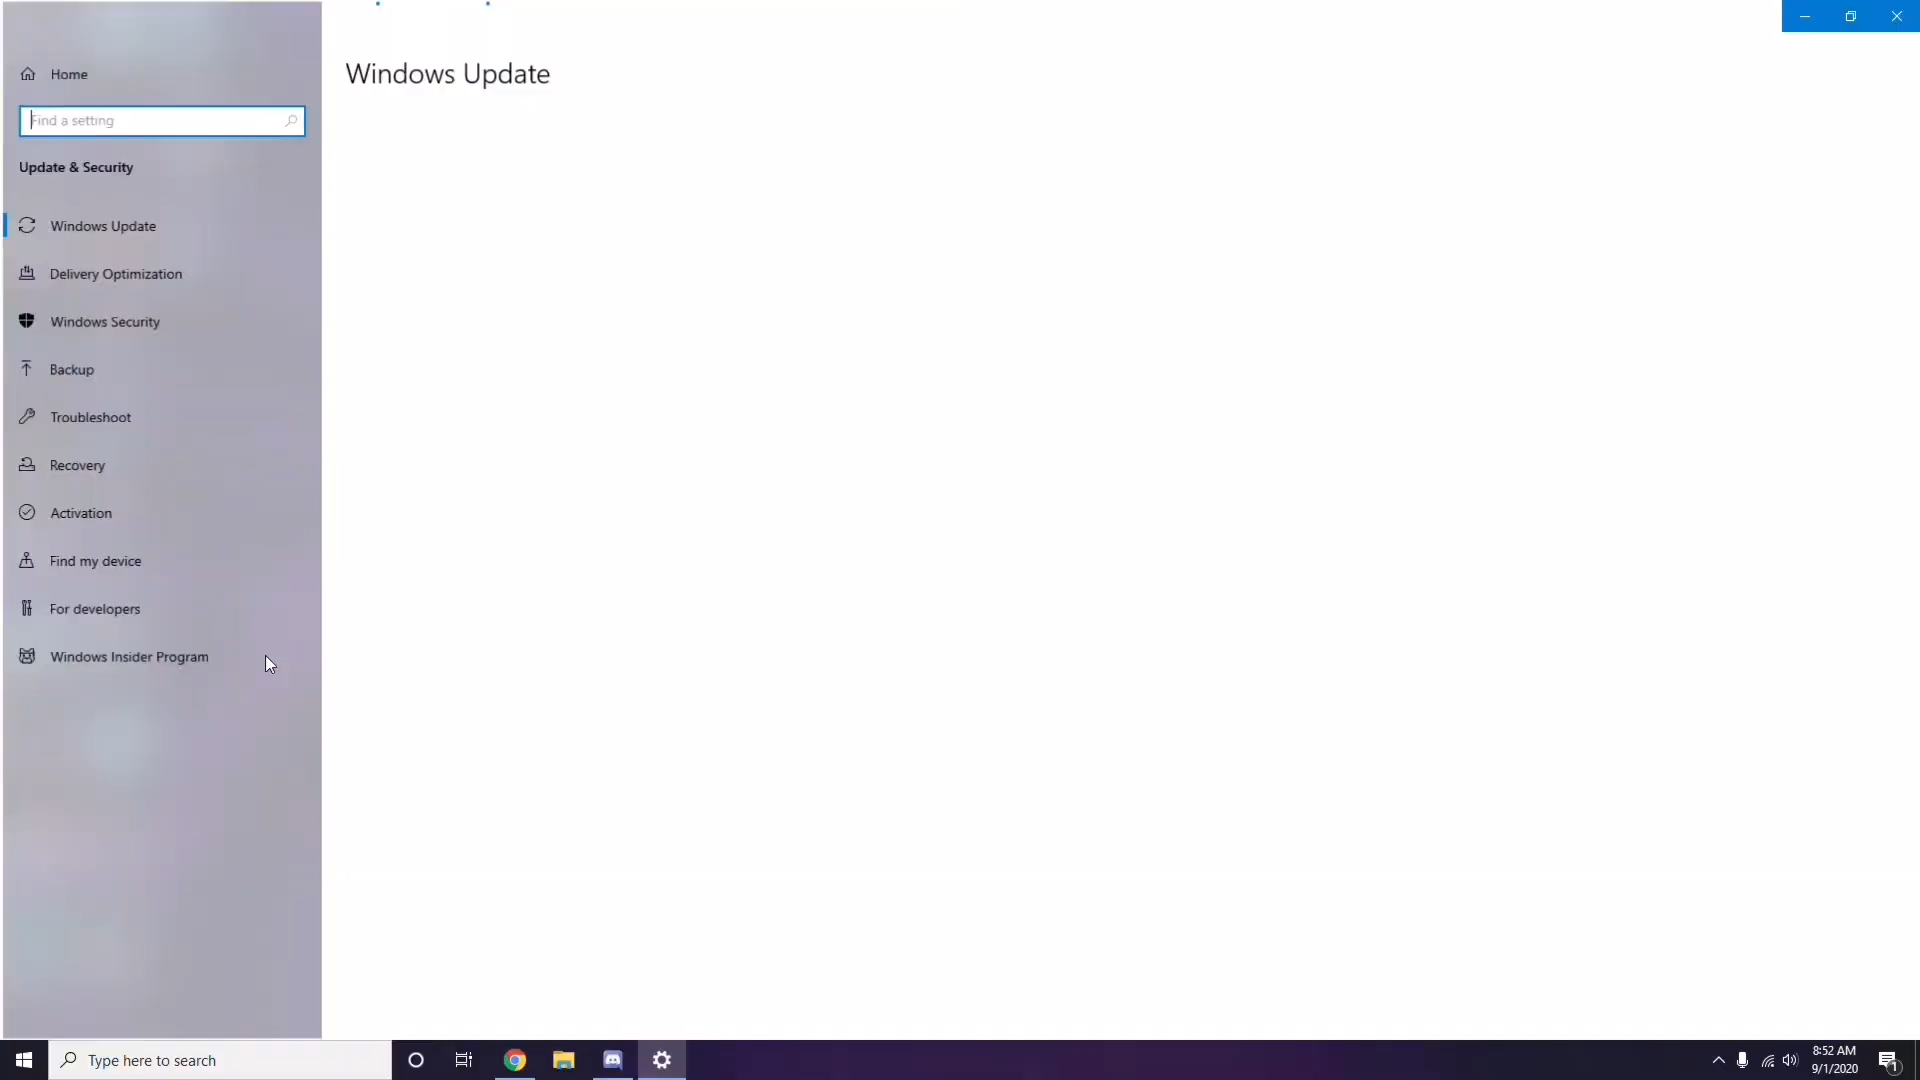 Home
Find a setting
Update & Security
Windows Update
Delivery Optimization
Windows Security
Backup
Troubleshoot
Recovery
Activation
Find my device
For developers
Windows Insider Program
Windows Update
Type here to search
8:52 AM
9/1/2020
1